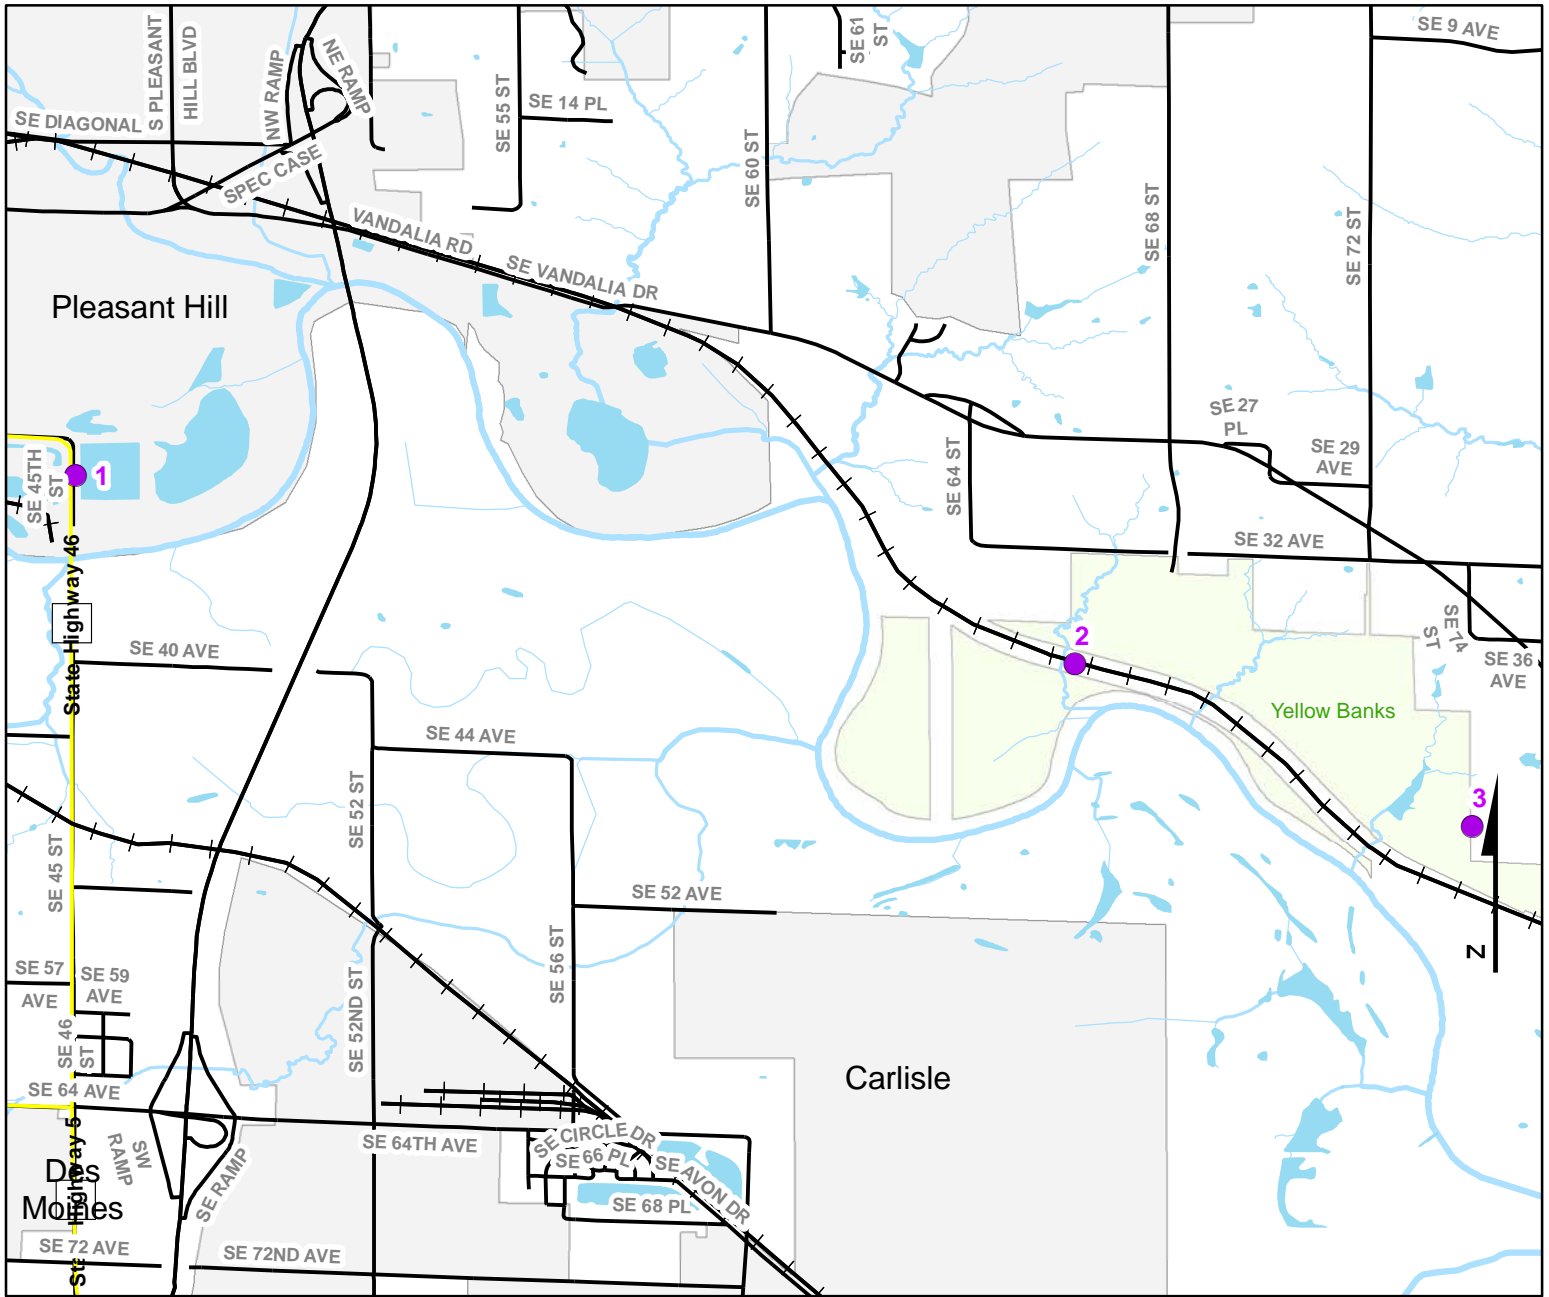 SE 9 AVE
SE 61
ST
S PLEASANT
HILL BLVD
NW RAMP
NE RAMP
SE DIAGONAL
SE 55 ST
SE 14 PL
SPEC CASE
SE 60 ST
SE 68 ST
SE 72 ST
VANDALIA RD
SE VANDALIA DR
Pleasant Hill
SE 27
PL
SE 29
AVE
SE 45TH
ST
1
SE 64 ST
State Highway 46
SE 32 AVE
SE 40 AVE
2
SE 74
ST
SE 36
AVE
Yellow Banks
SE 44 AVE
SE 52 ST
3
SE 45 ST
SE 52 AVE
SE 56 ST
Z
SE 57
AVE
SE 59
AVE
SE 52ND ST
SE 46
ST
SE 64 AVE
Carlisle
SW
RAMP
SE RAMP
SE 64TH AVE
SE CIRCLE DR
SE 66 PL
SE AVON DR
SE 68 PL
Des
Moines
State Highway 5
SE 72 AVE
SE 72ND AVE